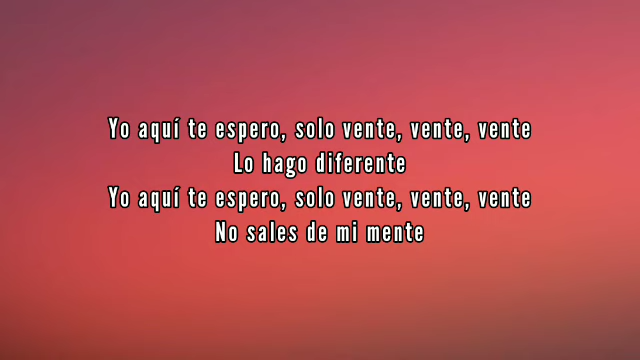 Yo aquí te espero, solo vente, vente, vente
Lo hago diferente
Yo aquí te espero, solo vente, vente, vente
No sales de mi mente